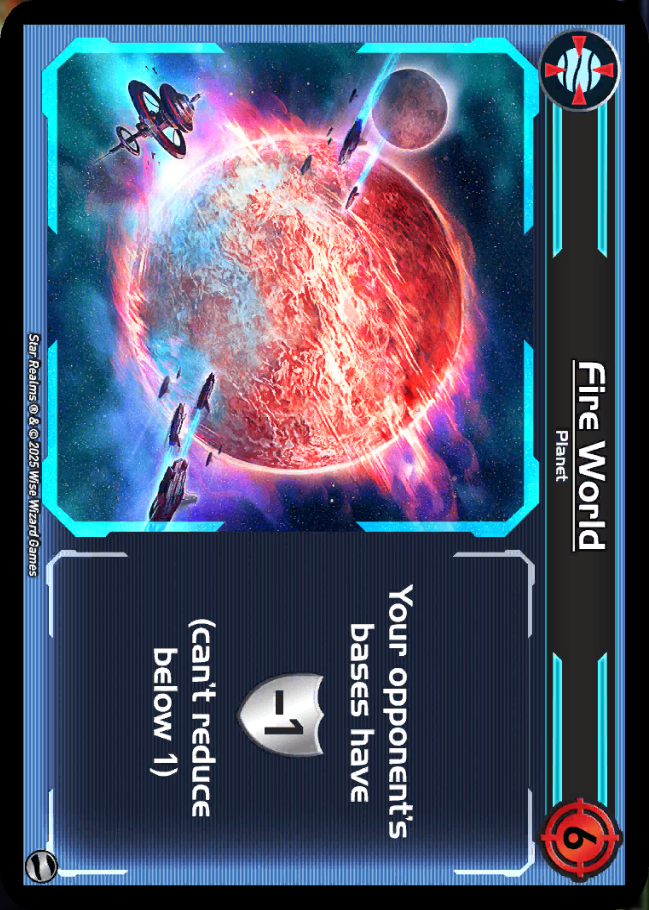 Fire World
Planet
6
Your opponent's
bases have
-1
(can't reduce
below 1)
Star Realms ® & © 2025 Wise Wizard Games